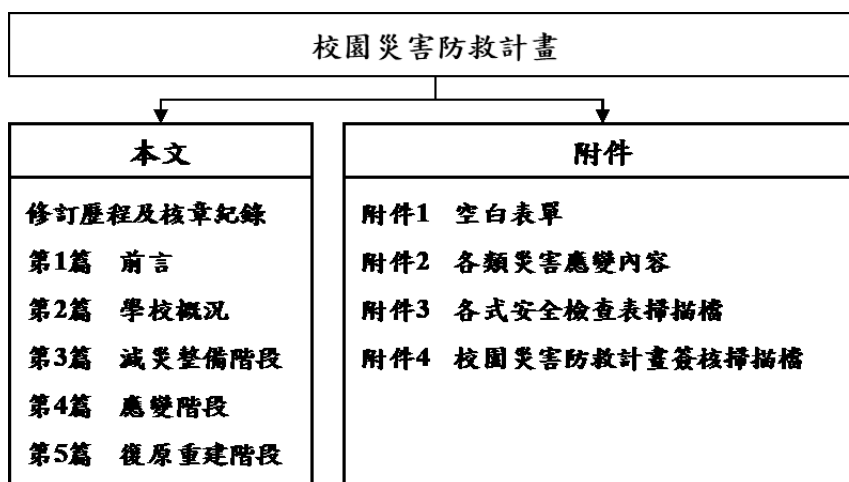 校園災害防救計畫
本文
修訂歷程及核章紀錄
第1篇 前言
第2篇 學校概況
第3篇 減災整備階段
第4篇 應變階段
第5篇 復原重建階段
附件
附件1 空白表單
附件2 各類災害應變內容
附件3 各式安全檢查表掃描檔
附件4 校園災害防救計畫簽核掃描檔